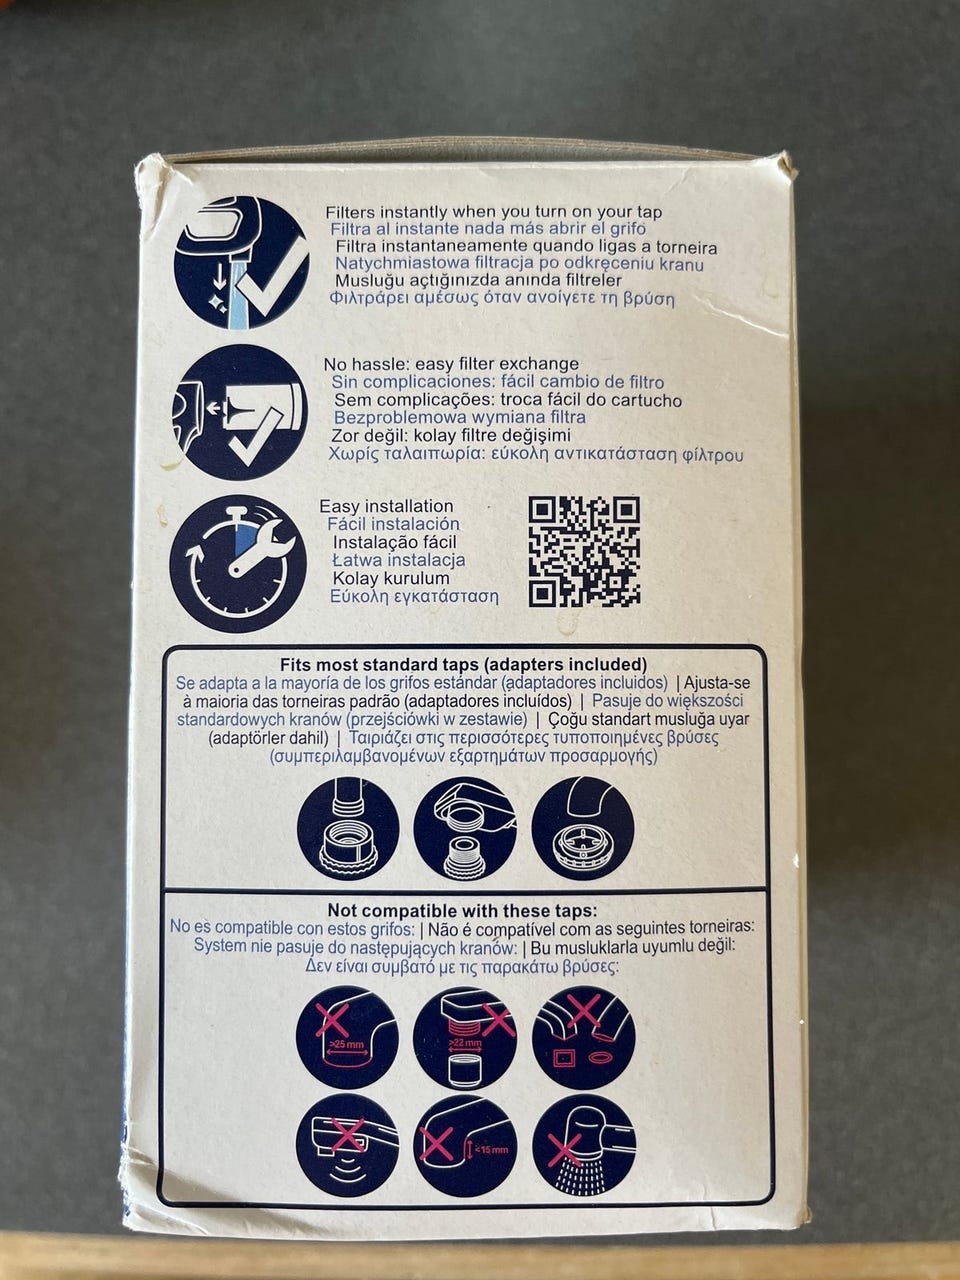 Filters instantly when you turn on your tap
Filtra al instante nada más abrir el grifo
Filtra instantaneamente quando ligas a torneira
Natychmiastowa filtracja po odkręceniu kranu
Musluğu açtığınızda anında filtreler
Φιλτράρει αμέσως όταν ανοίγετε τη βρύση
No hassle: easy filter exchange
Sin complicaciones: fácil cambio de filtro
Sem complicações: troca fácil do cartucho
Bezproblemowa wymiana filtra
Zor değil: kolay filtre değişimi
Χωρίς ταλαιπωρία: εύκολη αντικατάσταση φίλτρου
Easy installation
Fácil instalación
Instalação fácil
Łatwa instalacja
Kolay kurulum
Εύκολη εγκατάσταση
Fits most standard taps (adapters included)
Se adapta a la mayoría de los grifos estándar (adaptadores incluidos) | Ajusta-se
à maioria das torneiras padrão (adaptadores incluídos) | Pasuje do większości
standardowych kranów (przejściówki w zestawie) | Çoğu standart musluğa uyar
(adaptörler dahil) | Ταιριάζει στις περισσότερες τυποποιημένες βρύσες
(συμπεριλαμβανομένων εξαρτημάτων προσαρμογής)
Not compatible with these taps:
No es compatible con estos grifos: | Não é compatível com as seguintes torneiras:
System nie pasuje do następujących kranów: | Bu musluklarla uyumlu değil:
Δεν είναι συμβατό με τις παρακάτω βρύσες:
>25 mm
>22 mm
<15 mm